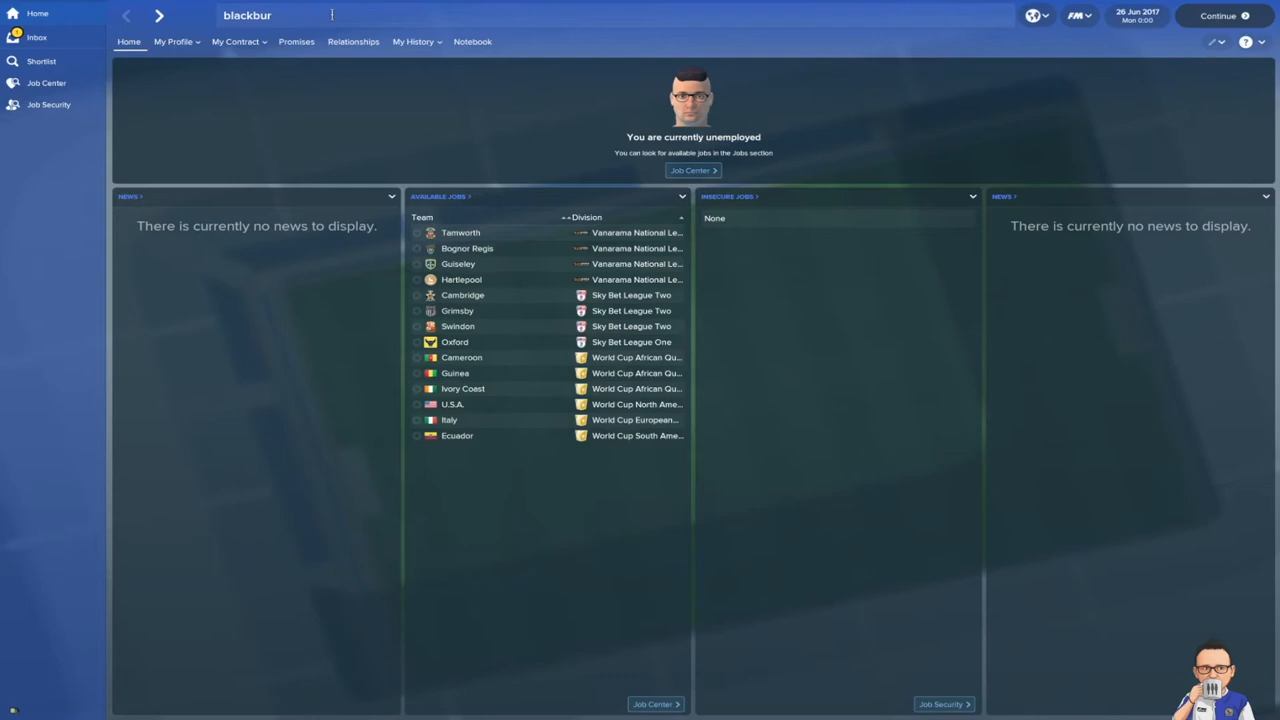 Home
blackbur
26 Jun 2017
Mon 0:00
FM
Continue
1
Inbox
Shortlist
Job Center
Job Security
Home
My Profile
My Contract
Promises
Relationships
My History
Notebook
?
You are currently unemployed
You can look for available jobs in the Jobs section
Job Center >
NEWS >
There is currently no news to display.
AVAILABLE JOBS >
Team Division
Tamworth Vanarama National Le...
Bognor Regis Vanarama National Le...
Guiseley Vanarama National Le...
Hartlepool Vanarama National Le...
Cambridge Sky Bet League Two
Grimsby Sky Bet League Two
Swindon Sky Bet League Two
Oxford Sky Bet League One
Cameroon World Cup African Qu...
Guinea World Cup African Qu...
Ivory Coast World Cup African Qu...
U.S.A. World Cup North Ame...
Italy World Cup European...
Ecuador World Cup South Ame...
Job Center >
INSECURE JOBS >
None
Job Security >
NEWS >
There is currently no news to display.